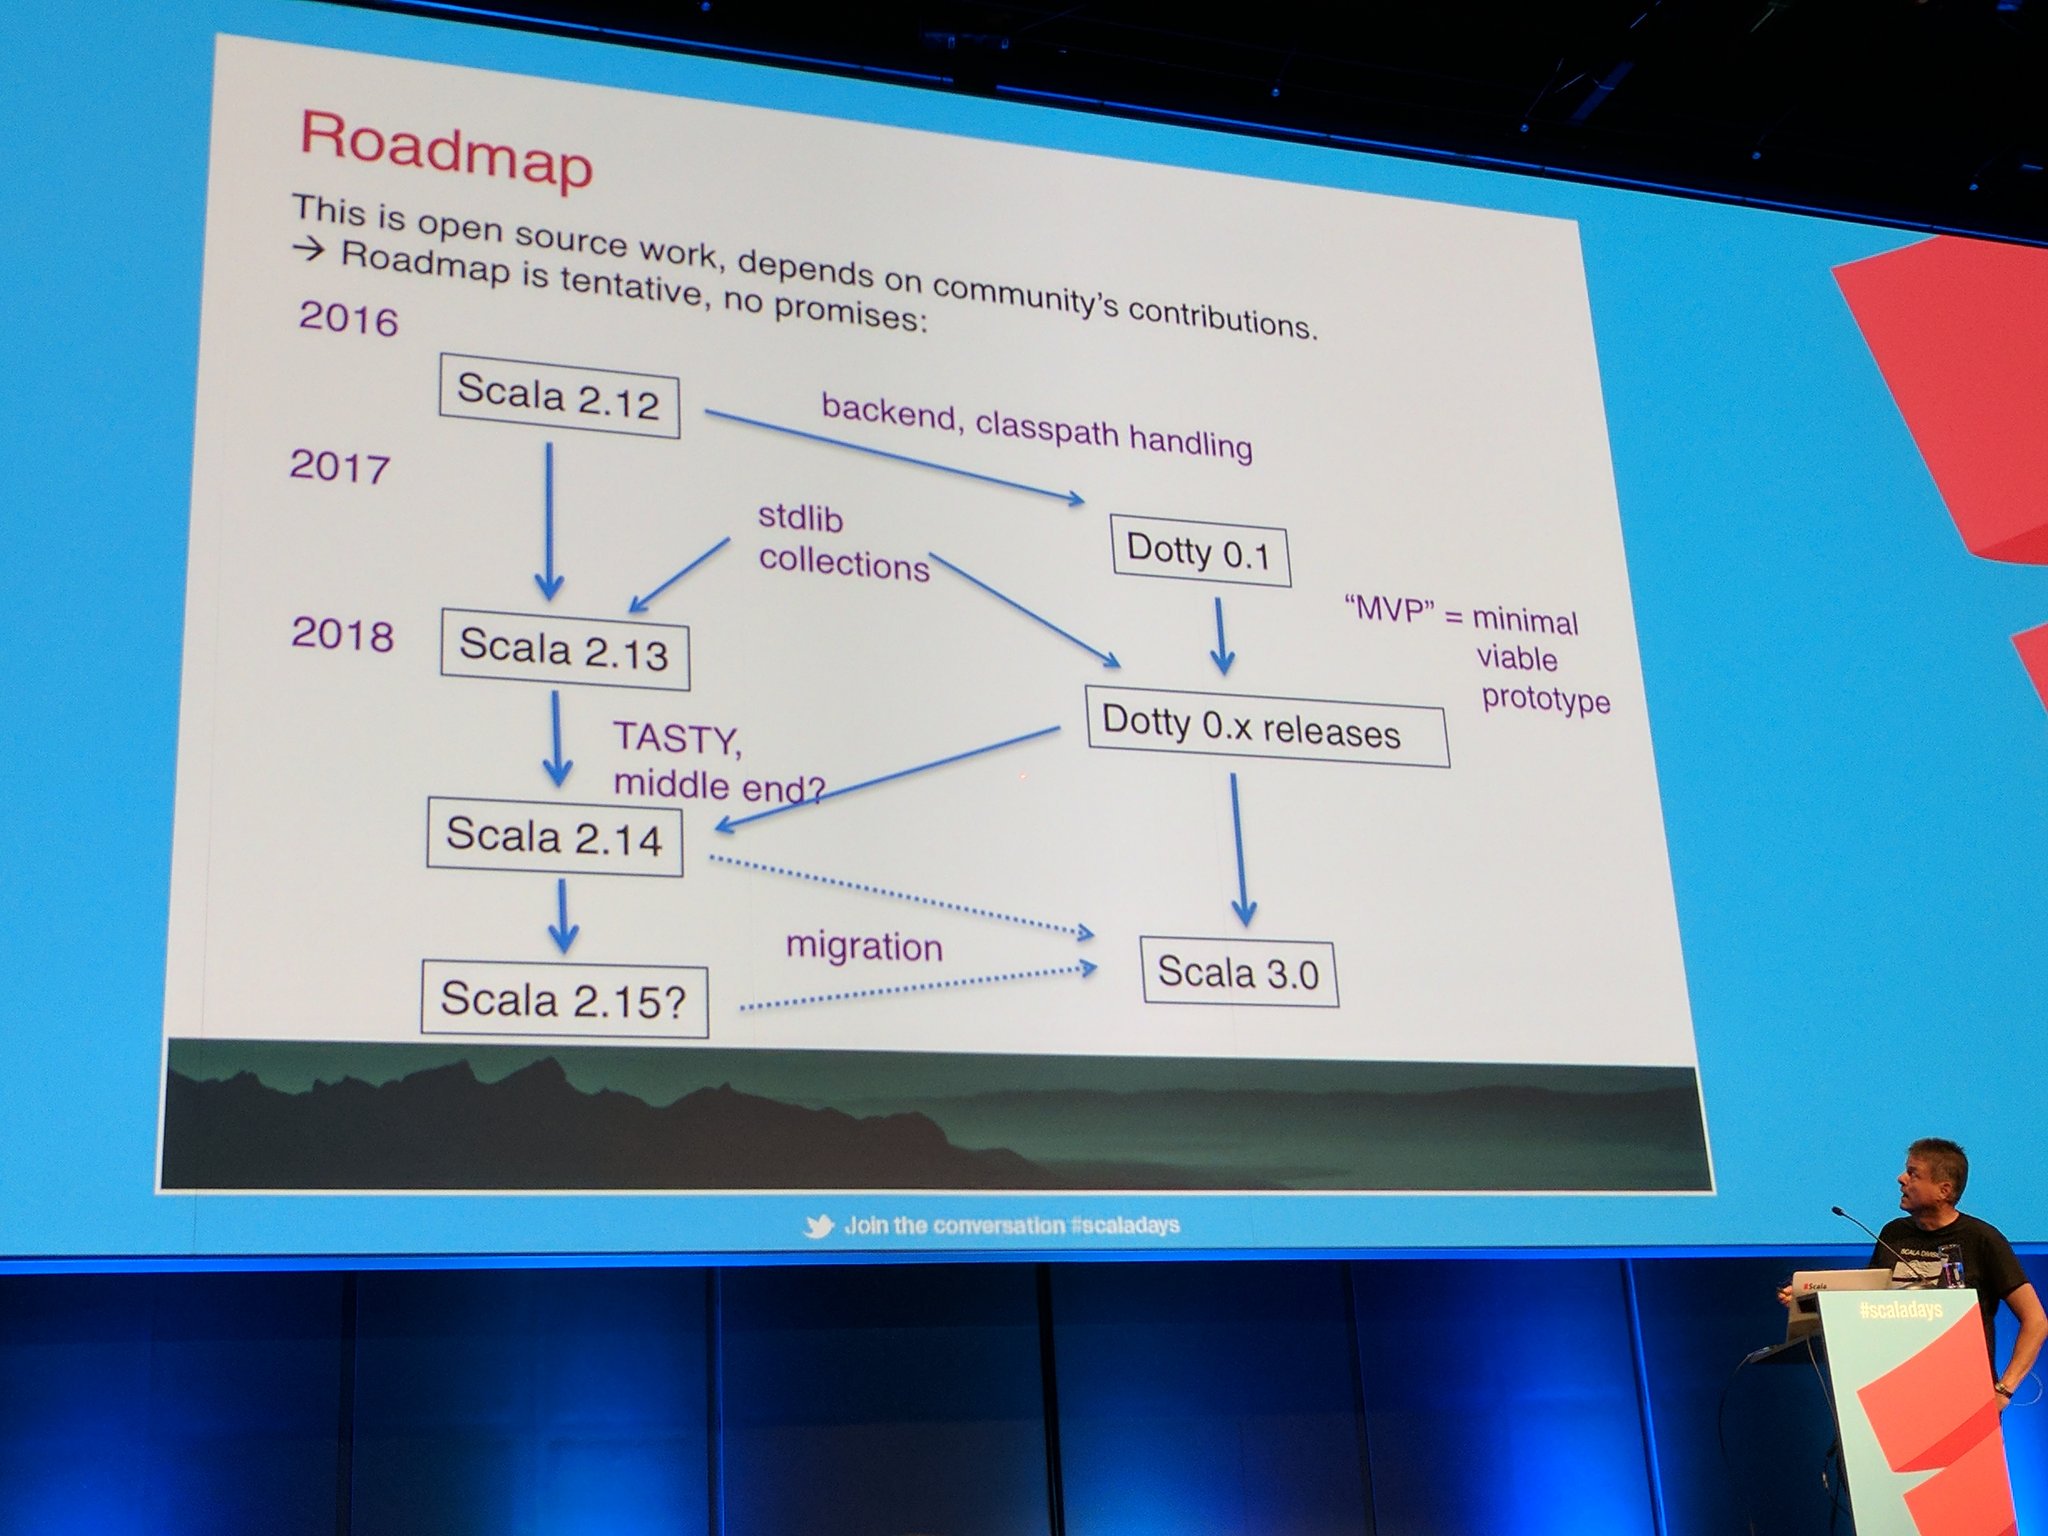 Roadmap
This is open source work, depends on community's contributions.
→ Roadmap is tentative, no promises:
2016
Scala 2.12
backend, classpath handling
2017
stdlib
collections
Dotty 0.1
"MVP" = minimal
viable
prototype
2018
Scala 2.13
TASTY,
middle end?
Dotty 0.x releases
Scala 2.14
migration
Scala 3.0
Scala 2.15?
Join the conversation #scaladays
SCALA
#Scala
#scaladays